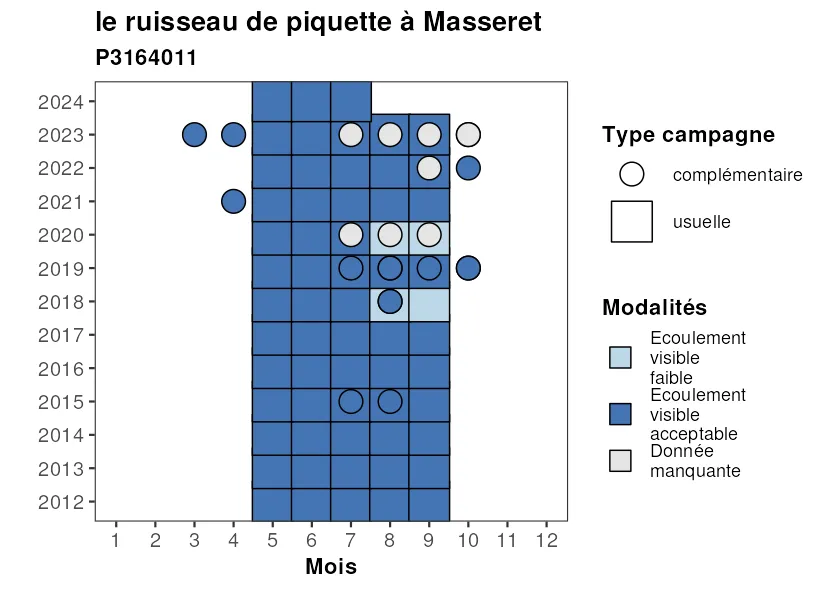 le ruisseau de piquette à Masseret
P3164011
2024
2023
2022
2021
2020
2019
2018
2017
2016
2015
2014
2013
2012
1 2 3 4 5 6 7 8 9 10 11 12
Mois
Type campagne
complémentaire
usuelle
Modalités
Ecoulement
visible
faible
Ecoulement
visible
acceptable
Donnée
manquante